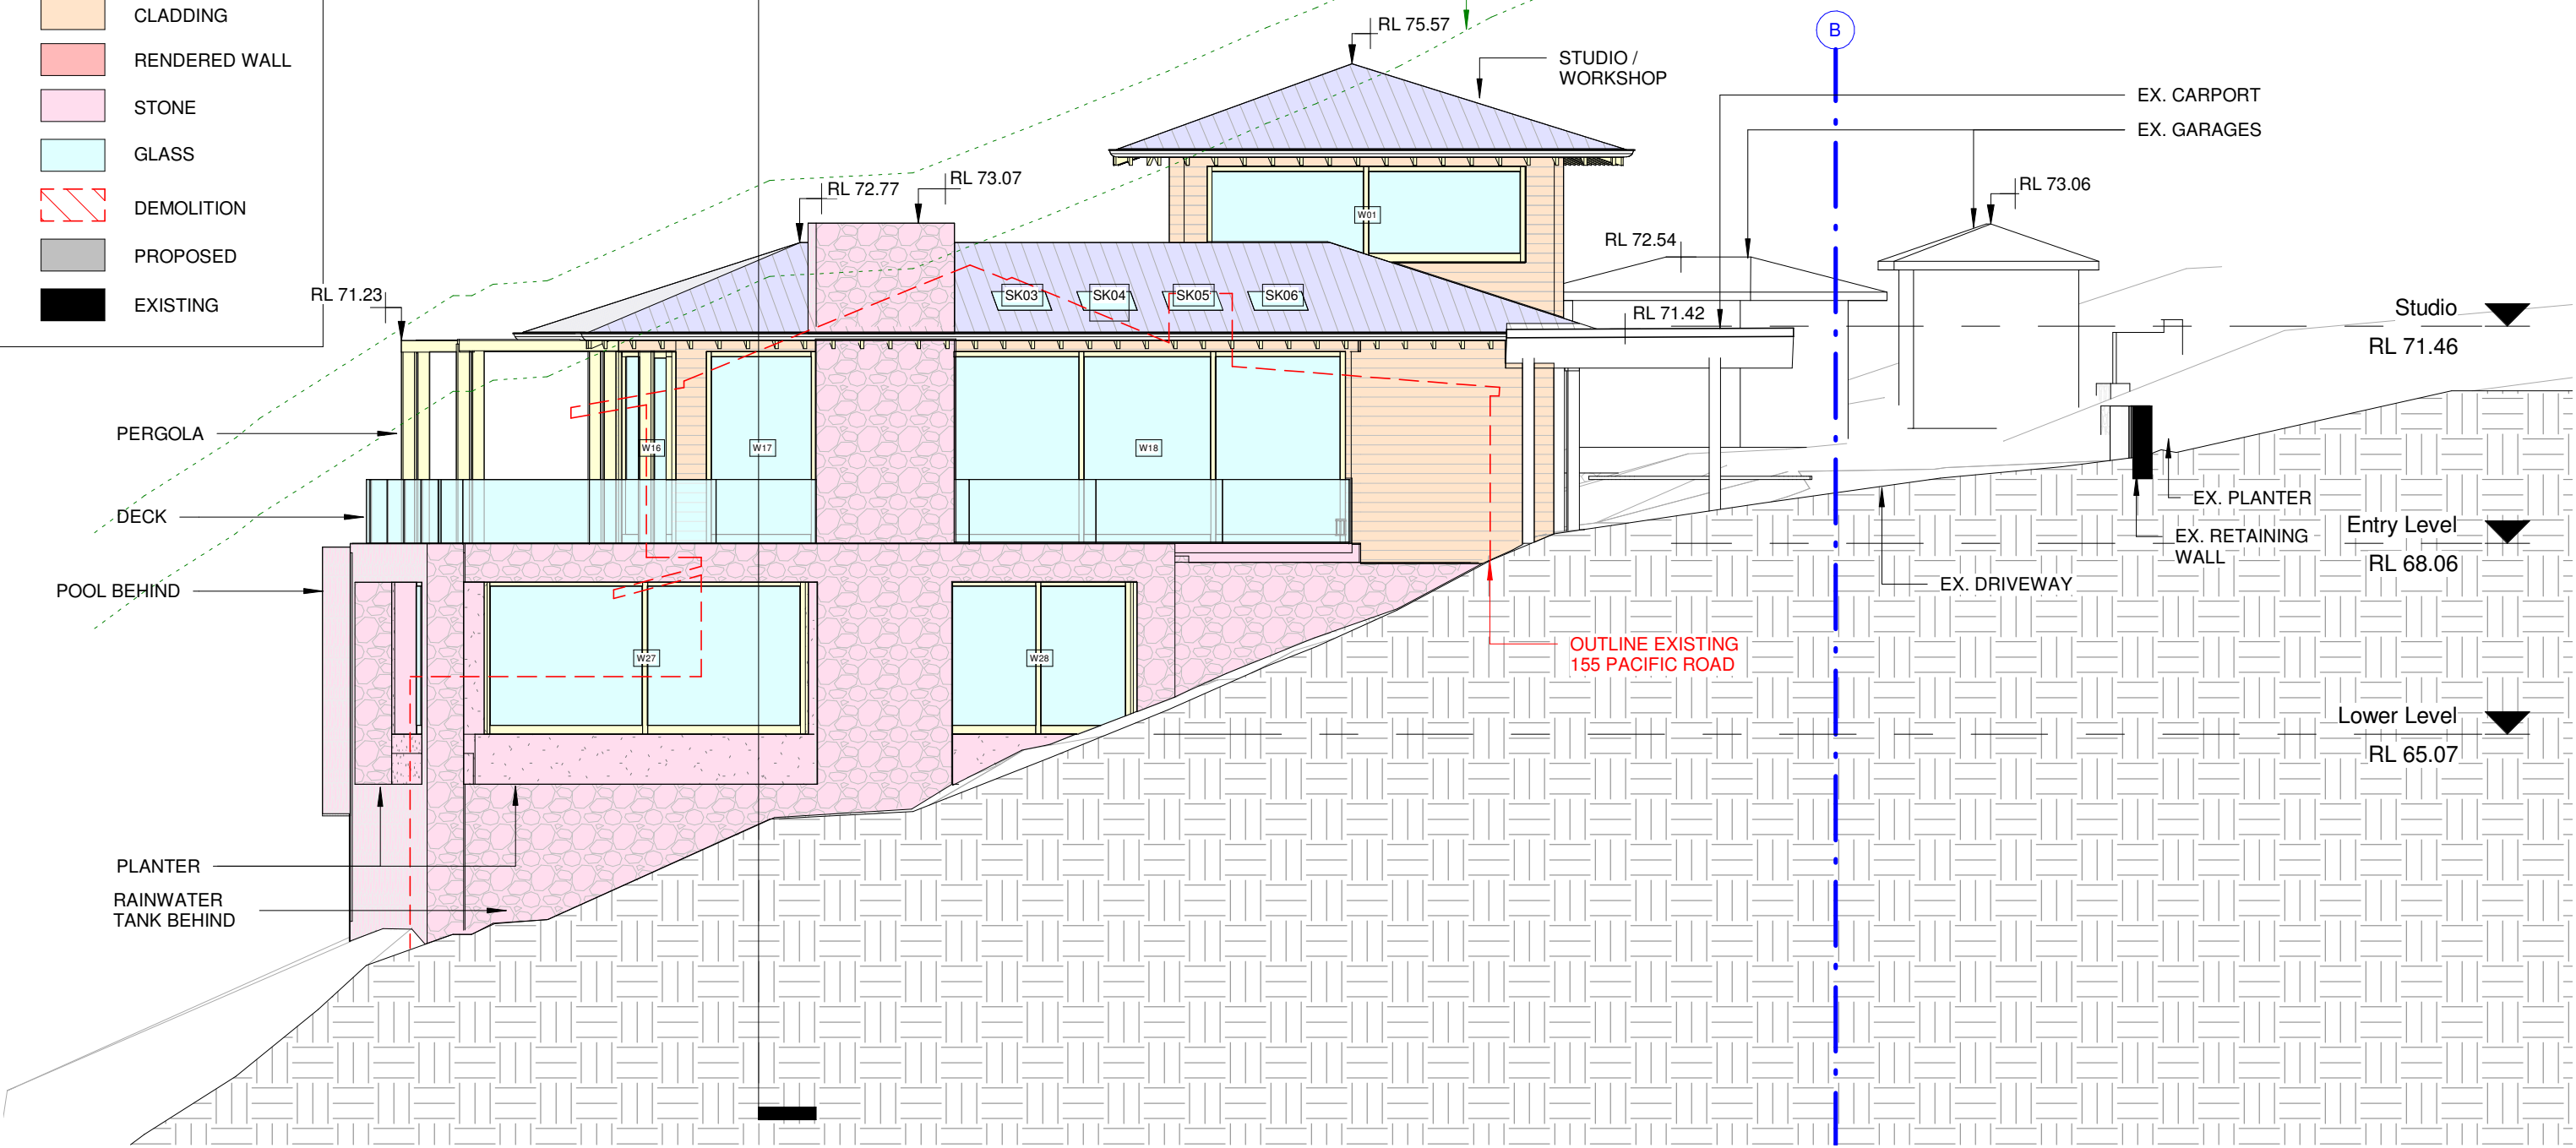 CLADDING
RENDERED WALL
STONE
GLASS
DEMOLITION
PROPOSED
EXISTING
RL 75.57
STUDIO /
WORKSHOP
B
EX. CARPORT
EX. GARAGES
RL 72.77
RL 73.07
RL 73.06
W01
RL 72.54
RL 71.23
SK03
SK04
SK05
SK06
RL 71.42
Studio
RL 71.46
PERGOLA
W16
W17
W18
DECK
EX. PLANTER
EX. RETAINING
WALL
Entry Level
RL 68.06
POOL BEHIND
EX. DRIVEWAY
OUTLINE EXISTING
155 PACIFIC ROAD
W27
W28
Lower Level
RL 65.07
PLANTER
RAINWATER
TANK BEHIND